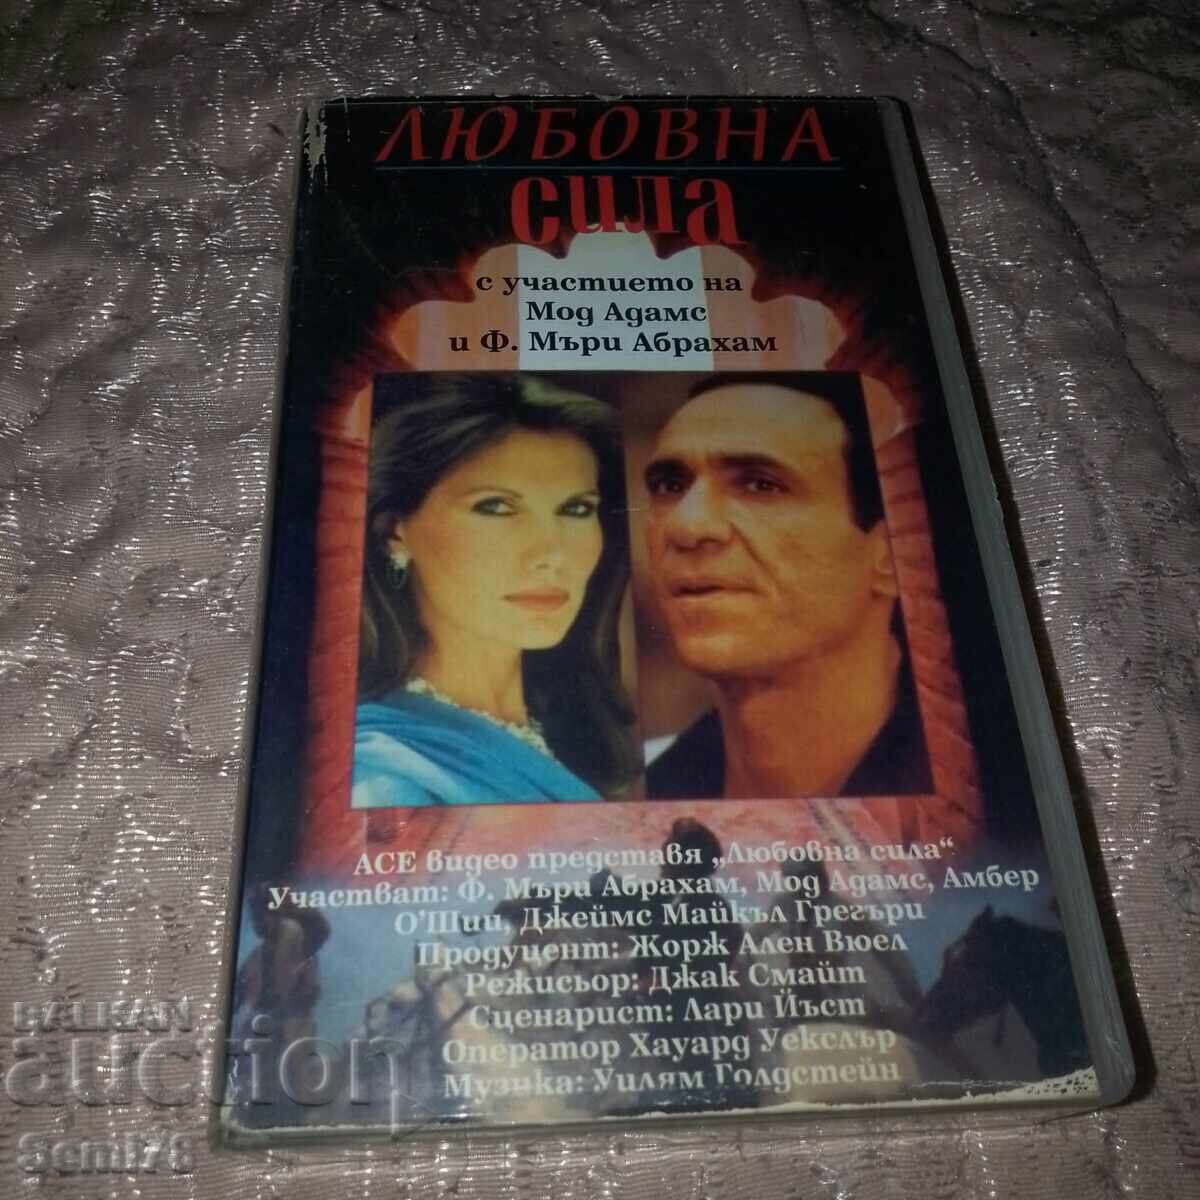 ЛЮБОВНА
сила
с участието на
Мод Адамс
и Ф. Мъри Абрахам
АСЕ видео представя „Любовна сила“
Участват: Ф. Мъри Абрахам, Мод Адамс, Амбер
О'Шии, Джеймс Майкъл Грегъри
Продуцент: Жорж Ален Вюел
Режисьор: Джак Смайт
Сценарист: Лари Йъст
Оператор Хауард Уекслър
Музика: Уилям Голдстейн
BALKAN
auction
Semi78